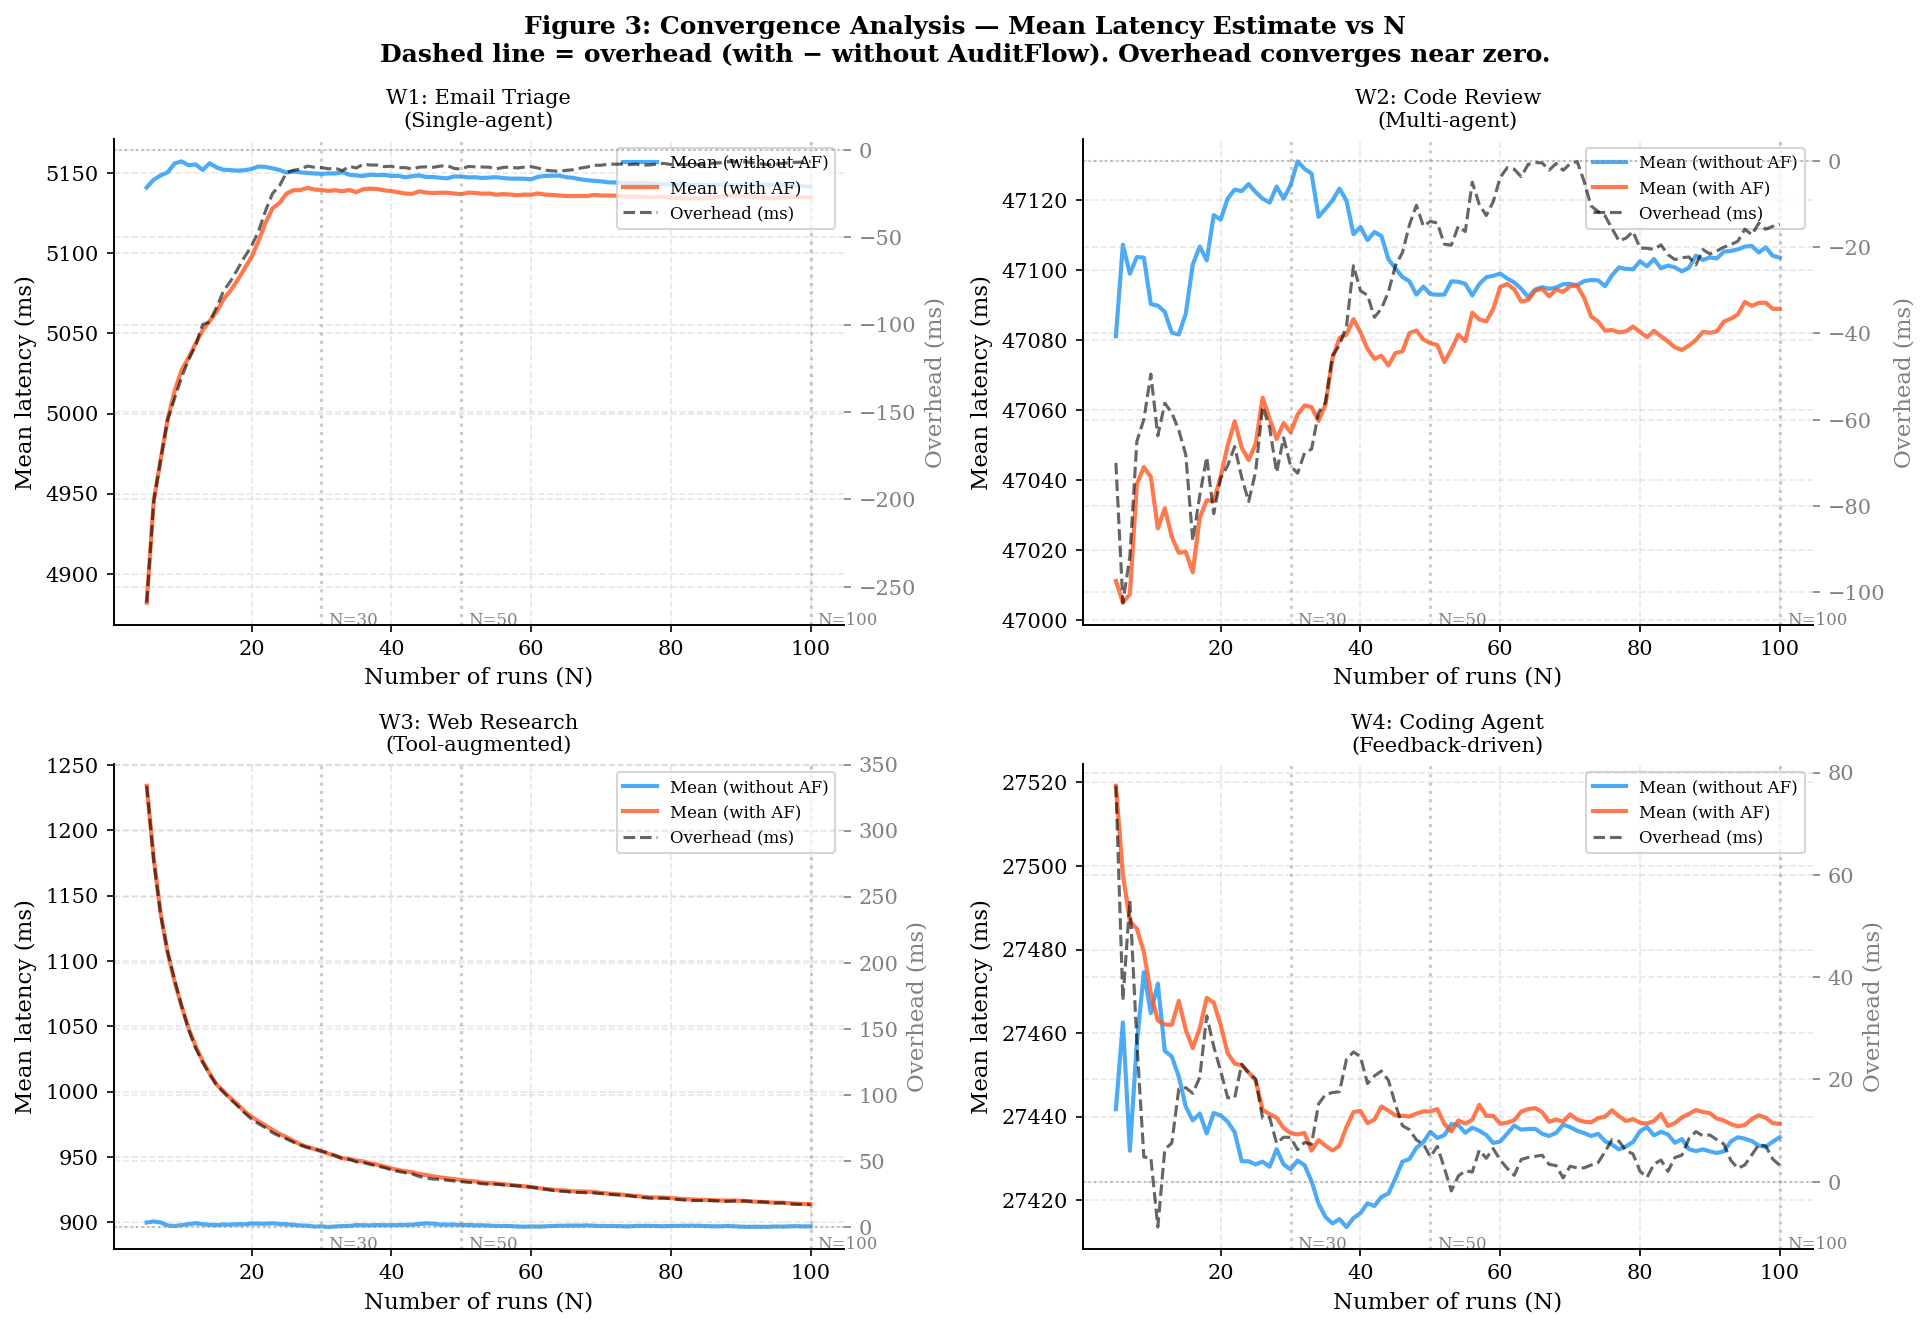 Figure 3: Convergence Analysis — Mean Latency Estimate vs N
Dashed line = overhead (with − without AuditFlow). Overhead converges near zero.
W1: Email Triage
(Single-agent)
Mean latency (ms)
5150
5100
5050
5000
4950
4900
0
−50
−100
−150
−200
−250
Overhead (ms)
Mean (without AF)
Mean (with AF)
Overhead (ms)
N=30
N=50
N=100
20
40
60
80
100
Number of runs (N)
W2: Code Review
(Multi-agent)
Mean latency (ms)
47120
47100
47080
47060
47040
47020
47000
0
−20
−40
−60
−80
−100
Overhead (ms)
Mean (without AF)
Mean (with AF)
Overhead (ms)
N=30
N=50
N=100
20
40
60
80
100
Number of runs (N)
W3: Web Research
(Tool-augmented)
Mean latency (ms)
1250
1200
1150
1100
1050
1000
950
900
350
300
250
200
150
100
50
0
Overhead (ms)
Mean (without AF)
Mean (with AF)
Overhead (ms)
N=30
N=50
N=100
20
40
60
80
100
Number of runs (N)
W4: Coding Agent
(Feedback-driven)
Mean latency (ms)
27520
27500
27480
27460
27440
27420
80
60
40
20
0
Overhead (ms)
Mean (without AF)
Mean (with AF)
Overhead (ms)
N=30
N=50
N=100
20
40
60
80
100
Number of runs (N)